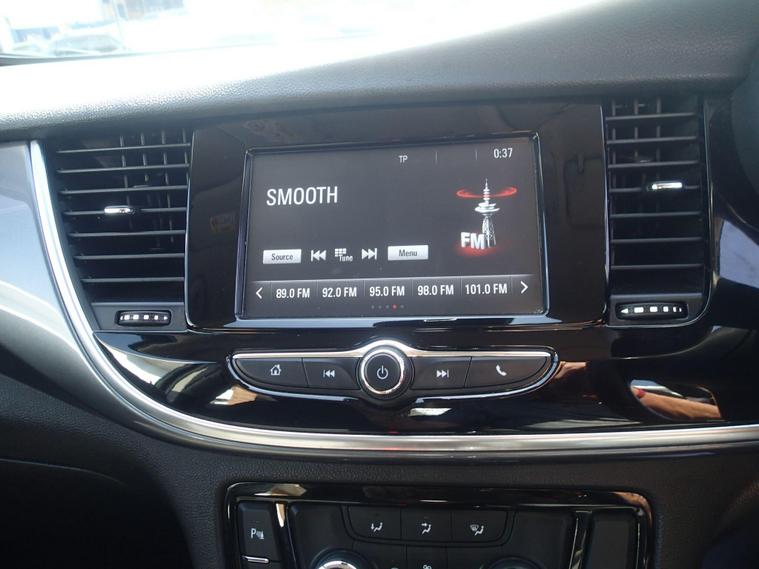 TP 0:37
SMOOTH
FM
Source Tune Menu
89.0 FM 92.0 FM 95.0 FM 98.0 FM 101.0 FM
P